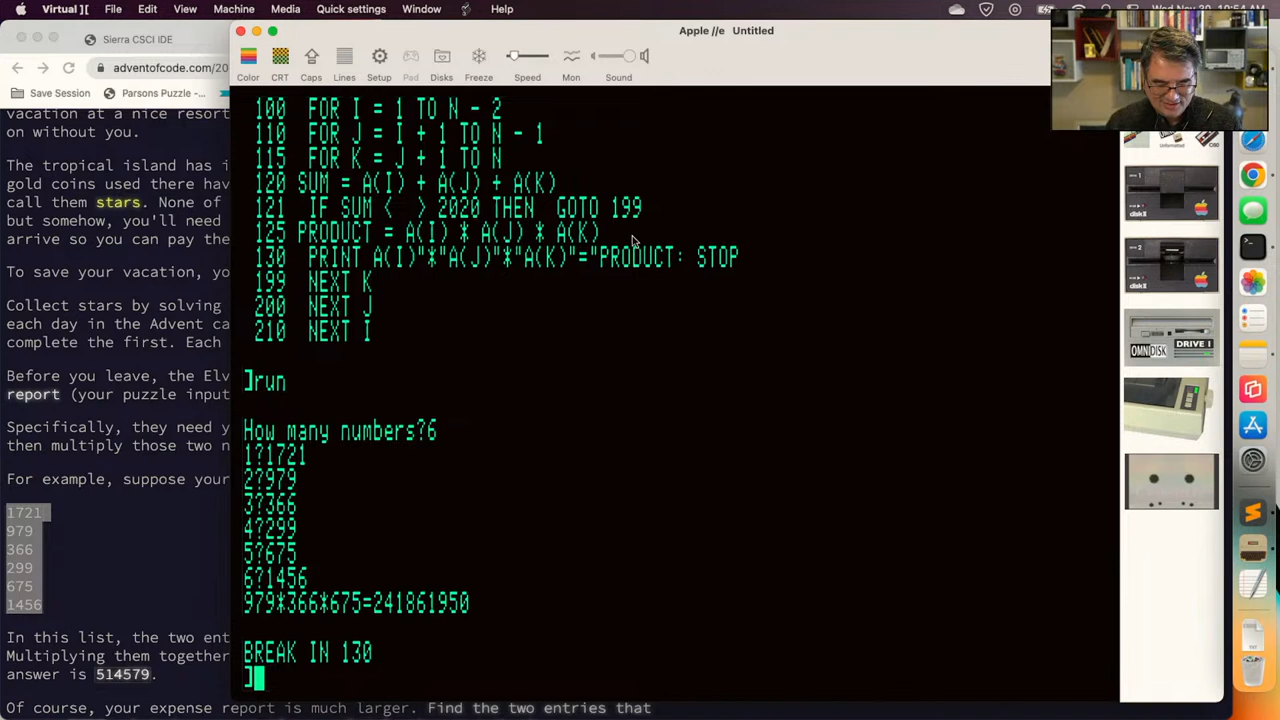 Virtual ][ File Edit View Machine Media Quick settings Window Help
Sierra CSCI IDE
Apple //e Untitled
adventofcode.com/20
Save Session Parsons Puzzle -
Color CRT Caps Lines Setup Pad Disks Freeze Speed Mon Sound
vacation at a nice resort
on without you.
The tropical island has i
gold coins used there hav
call them stars. None of
but somehow, you'll need
arrive so you can pay the
To save your vacation, yo
Collect stars by solving
each day in the Advent ca
complete the first. Each
Before you leave, the Elv
report (your puzzle input
Specifically, they need y
then multiply those two n
For example, suppose your
1721
979
366
299
675
1456
In this list, the two ent
Multiplying them together
answer is 514579.
Of course, your expense report is much larger. Find the two entries that
100 FOR I = 1 TO N - 2
110 FOR J = I + 1 TO N - 1
115 FOR K = J + 1 TO N
120 SUM = A(I) + A(J) + A(K)
121 IF SUM < > 2020 THEN GOTO 199
125 PRODUCT = A(I) * A(J) * A(K)
130 PRINT A(I)"*"A(J)"*"A(K)"="PRODUCT: STOP
199 NEXT K
200 NEXT J
210 NEXT I
]run
How many numbers?6
1?1721
2?979
3?366
4?299
5?675
6?1456
979*366*675=241861950
BREAK IN 130
]
disk II
1
disk II
2
OMNIDISK DRIVE 1
TXT